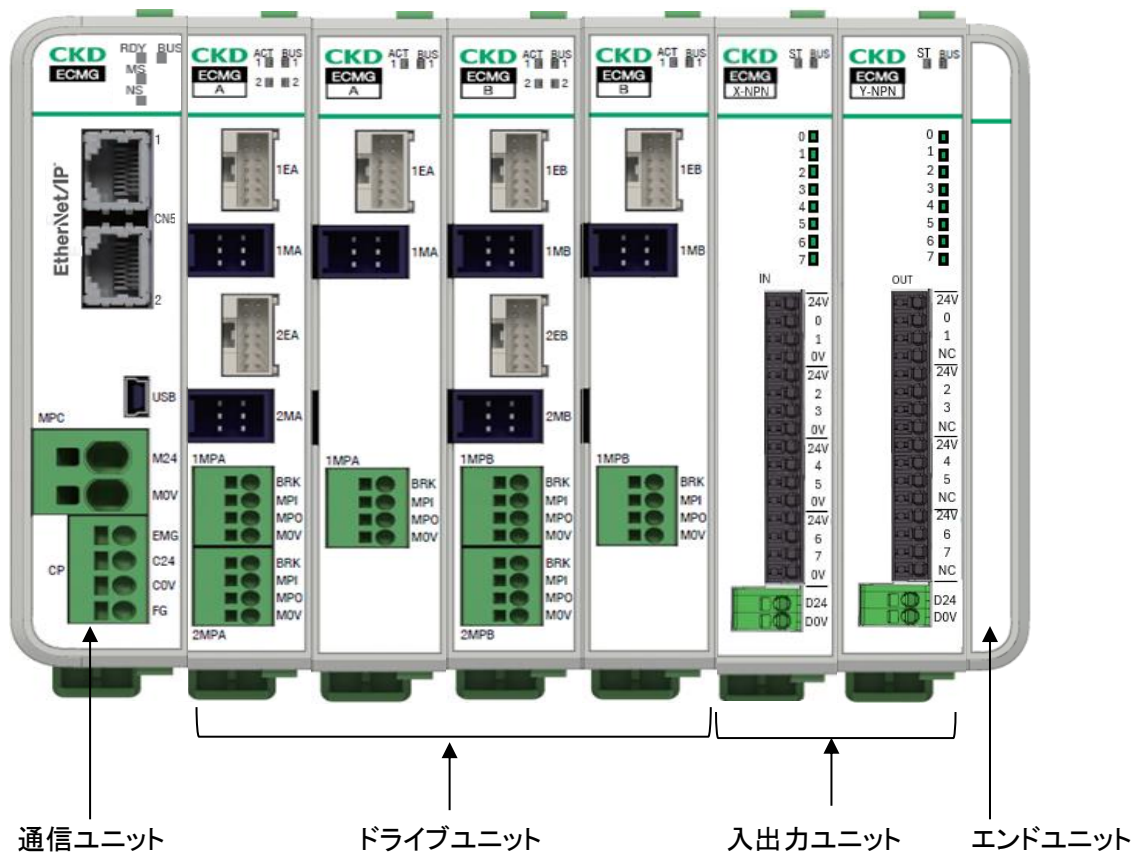 CKD
ECMG
RDY BUS
MS
NS
EtherNet/IP
1
CN5
2
USB
MPC
M24
M0V
CP
EMG
C24
C0V
FG
CKD
ECMG
A
ACT BUS
1 1
2 2
1EA
1MA
2EA
2MA
1MPA
BRK
MPI
MPO
M0V
BRK
MPI
MPO
M0V
2MPA
CKD
ECMG
A
ACT BUS
1 1
1EA
1MA
1MPA
BRK
MPI
MPO
M0V
CKD
ECMG
B
ACT BUS
1 1
2 2
1EB
1MB
2EB
2MB
1MPB
BRK
MPI
MPO
M0V
BRK
MPI
MPO
M0V
2MPB
CKD
ECMG
B
ACT BUS
1 1
1EB
1MB
1MPB
BRK
MPI
MPO
M0V
CKD
ECMG
X-NPN
ST BUS
0
1
2
3
4
5
6
7
IN
24V
0
1
0V
24V
2
3
0V
24V
4
5
0V
24V
6
7
0V
D24
D0V
CKD
ECMG
Y-NPN
ST BUS
0
1
2
3
4
5
6
7
OUT
24V
0
1
NC
24V
2
3
NC
24V
4
5
NC
24V
6
7
NC
D24
D0V
通信ユニット
ドライブユニット
入出力ユニット
エンドユニット